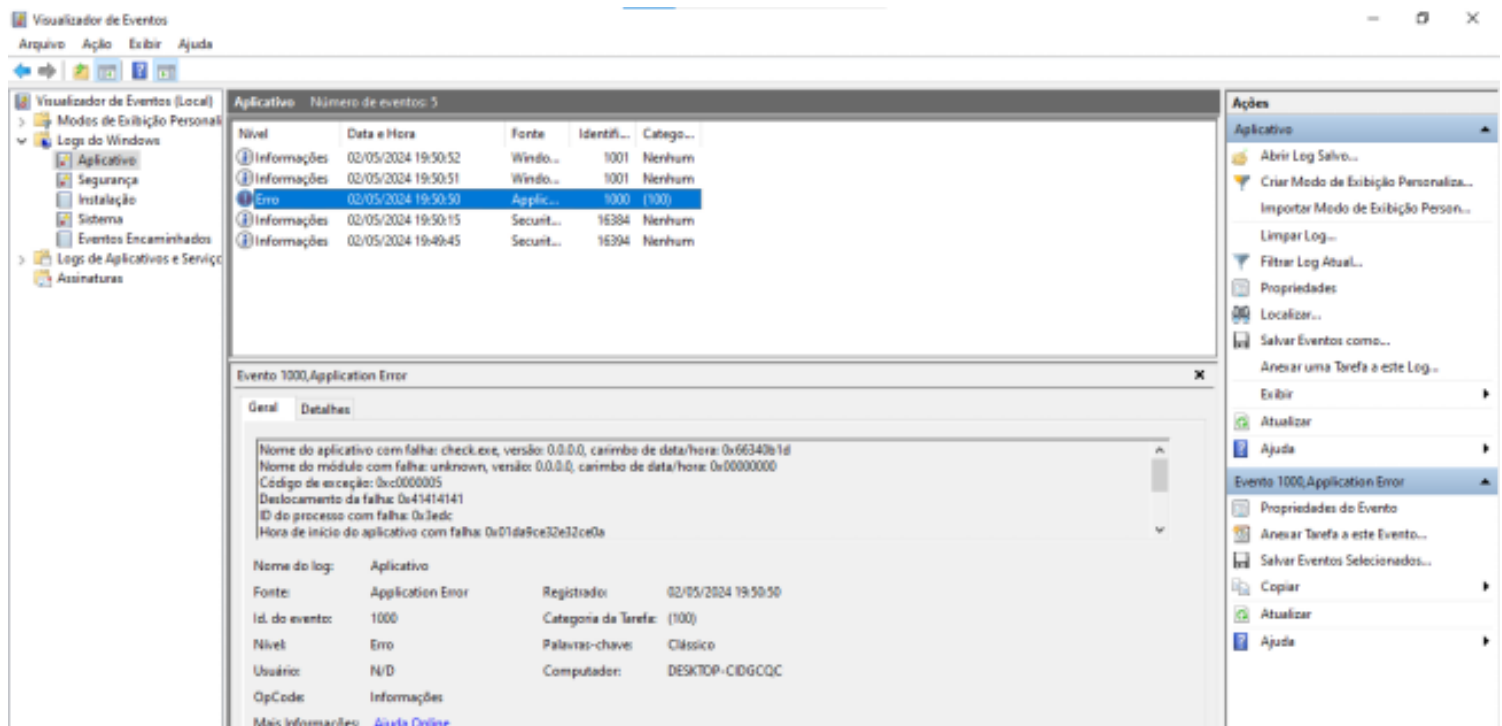 Visualizador de Eventos
Arquivo Ação Exibir Ajuda
Visualizador de Eventos (Local)
Modos de Exibição Personali
Logs do Windows
Aplicativo
Segurança
Instalação
Sistema
Eventos Encaminhados
Logs de Aplicativos e Serviço
Assinaturas
Aplicativo Número de eventos: 5
Nível Data e Hora Fonte Identifi... Catego...
Informações 02/05/2024 19:50:52 Windo... 1001 Nenhum
Informações 02/05/2024 19:50:51 Windo... 1001 Nenhum
Erro 02/05/2024 19:50:50 Applic... 1000 (100)
Informações 02/05/2024 19:50:15 Securit... 16384 Nenhum
Informações 02/05/2024 19:49:45 Securit... 16394 Nenhum
Evento 1000, Application Error
Geral Detalhes
Nome do aplicativo com falha: check.exe, versão: 0.0.0.0, carimbo de data/hora: 0x66340b1d
Nome do módulo com falha: unknown, versão: 0.0.0.0, carimbo de data/hora: 0x00000000
Código de exceção: 0xc0000005
Deslocamento da falha: 0x41414141
ID do processo com falha: 0x3edc
Hora de início do aplicativo com falha: 0x01da9ce32e32ce0a
Nome do log: Aplicativo
Fonte: Application Error Registrado: 02/05/2024 19:50:50
Id. do evento: 1000 Categoria da Tarefa: (100)
Nível: Erro Palavras-chave: Clássico
Usuário: N/D Computador: DESKTOP-CIDGCQC
OpCode: Informações
Mais Informações: Ajuda Online
Ações
Aplicativo
Abrir Log Salvo...
Criar Modo de Exibição Personaliza...
Importar Modo de Exibição Person...
Limpar Log...
Filtrar Log Atual...
Propriedades
Localizar...
Salvar Eventos como...
Anexar uma Tarefa a este Log...
Exibir
Atualizar
Ajuda
Evento 1000, Application Error
Propriedades do Evento
Anexar Tarefa a este Evento...
Salvar Eventos Selecionados...
Copiar
Atualizar
Ajuda